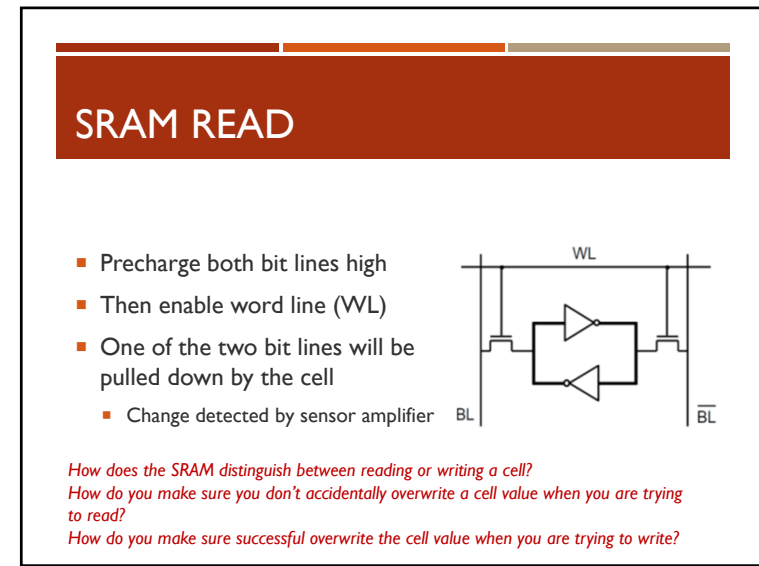 SRAM READ
Precharge both bit lines high
Then enable word line (WL)
One of the two bit lines will be
pulled down by the cell
Change detected by sensor amplifier
WL
BL
B̅L̅
How does the SRAM distinguish between reading or writing a cell?
How do you make sure you don't accidentally overwrite a cell value when you are trying
to read?
How do you make sure successful overwrite the cell value when you are trying to write?